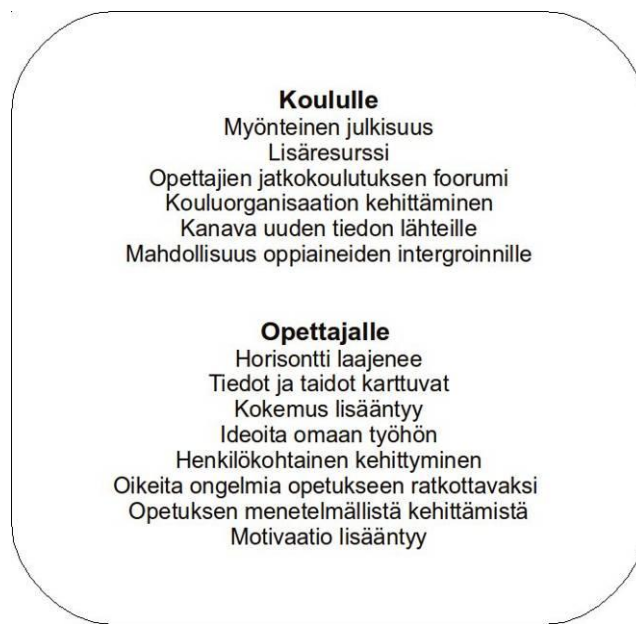 Koululle
Myönteinen julkisuus
Lisäresurssi
Opettajien jatkokoulutuksen foorumi
Kouluorganisaation kehittäminen
Kanava uuden tiedon lähteille
Mahdollisuus oppiaineiden intergroinnille
Opettajalle
Horisontti laajenee
Tiedot ja taidot karttuvat
Kokemus lisääntyy
Ideoita omaan työhön
Henkilökohtainen kehittyminen
Oikeita ongelmia opetukseen ratkottavaksi
Opetuksen menetelmällistä kehittämistä
Motivaatio lisääntyy